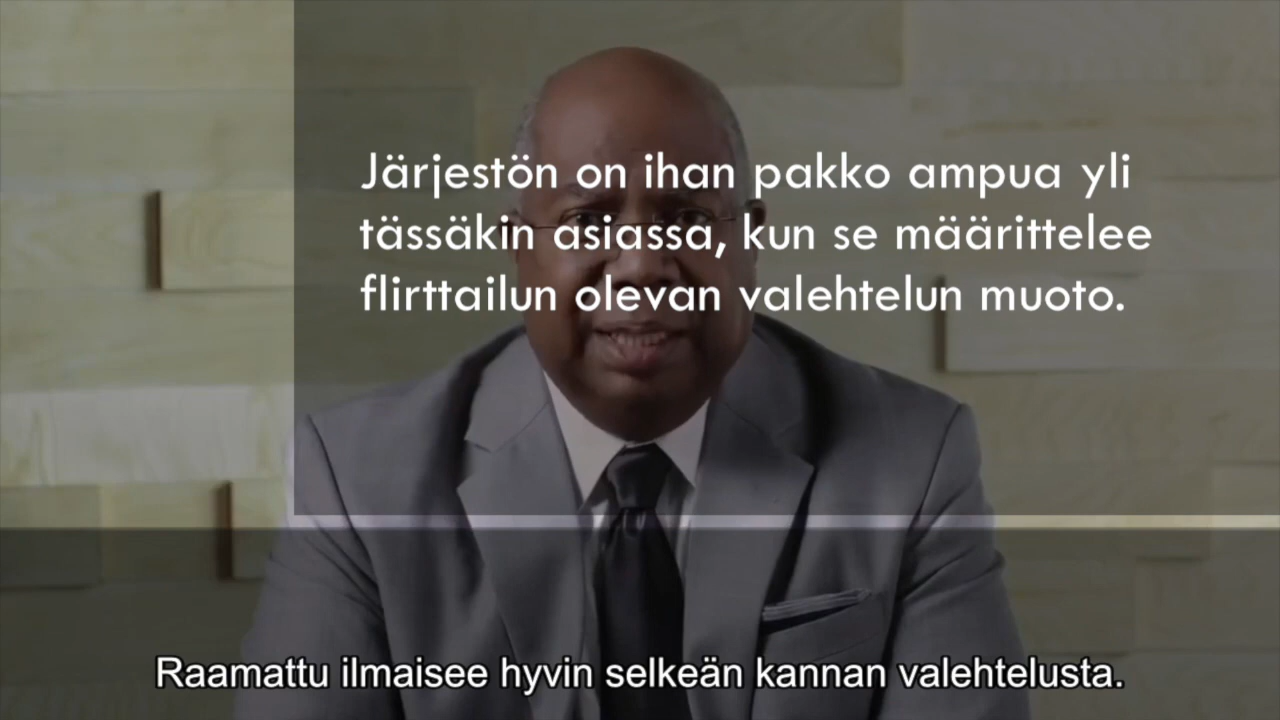 Järjestön on ihan pakko ampua yli
tässäkin asiassa, kun se määrittelee
flirttailun olevan valehtelun muoto.
Raamattu ilmaisee hyvin selkeän kannan valehtelusta.